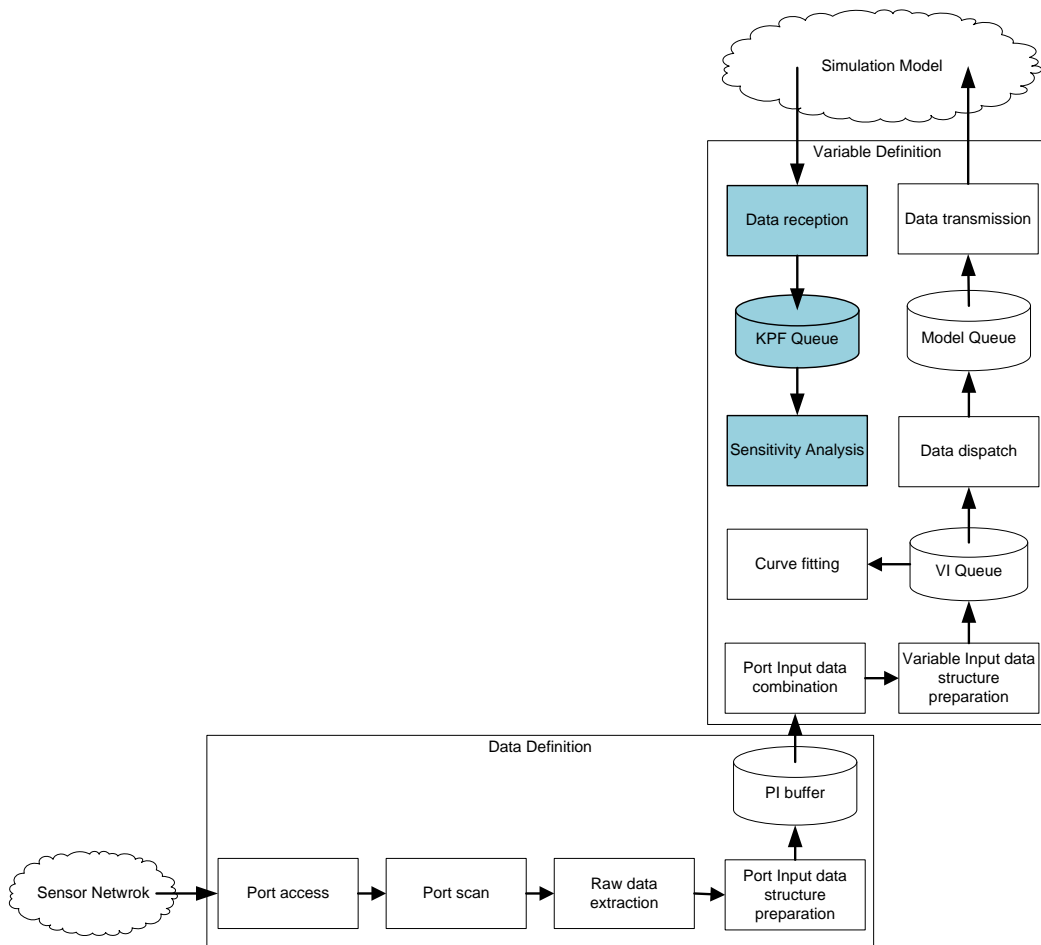 Simulation Model
Variable Definition
Data reception
Data transmission
KPF Queue
Model Queue
Sensitivity Analysis
Data dispatch
Curve fitting
VI Queue
Port Input data
combination
Variable Input data
structure
preparation
Data Definition
PI buffer
Sensor Netwrok
Port access
Port scan
Raw data
extraction
Port Input data
structure
preparation